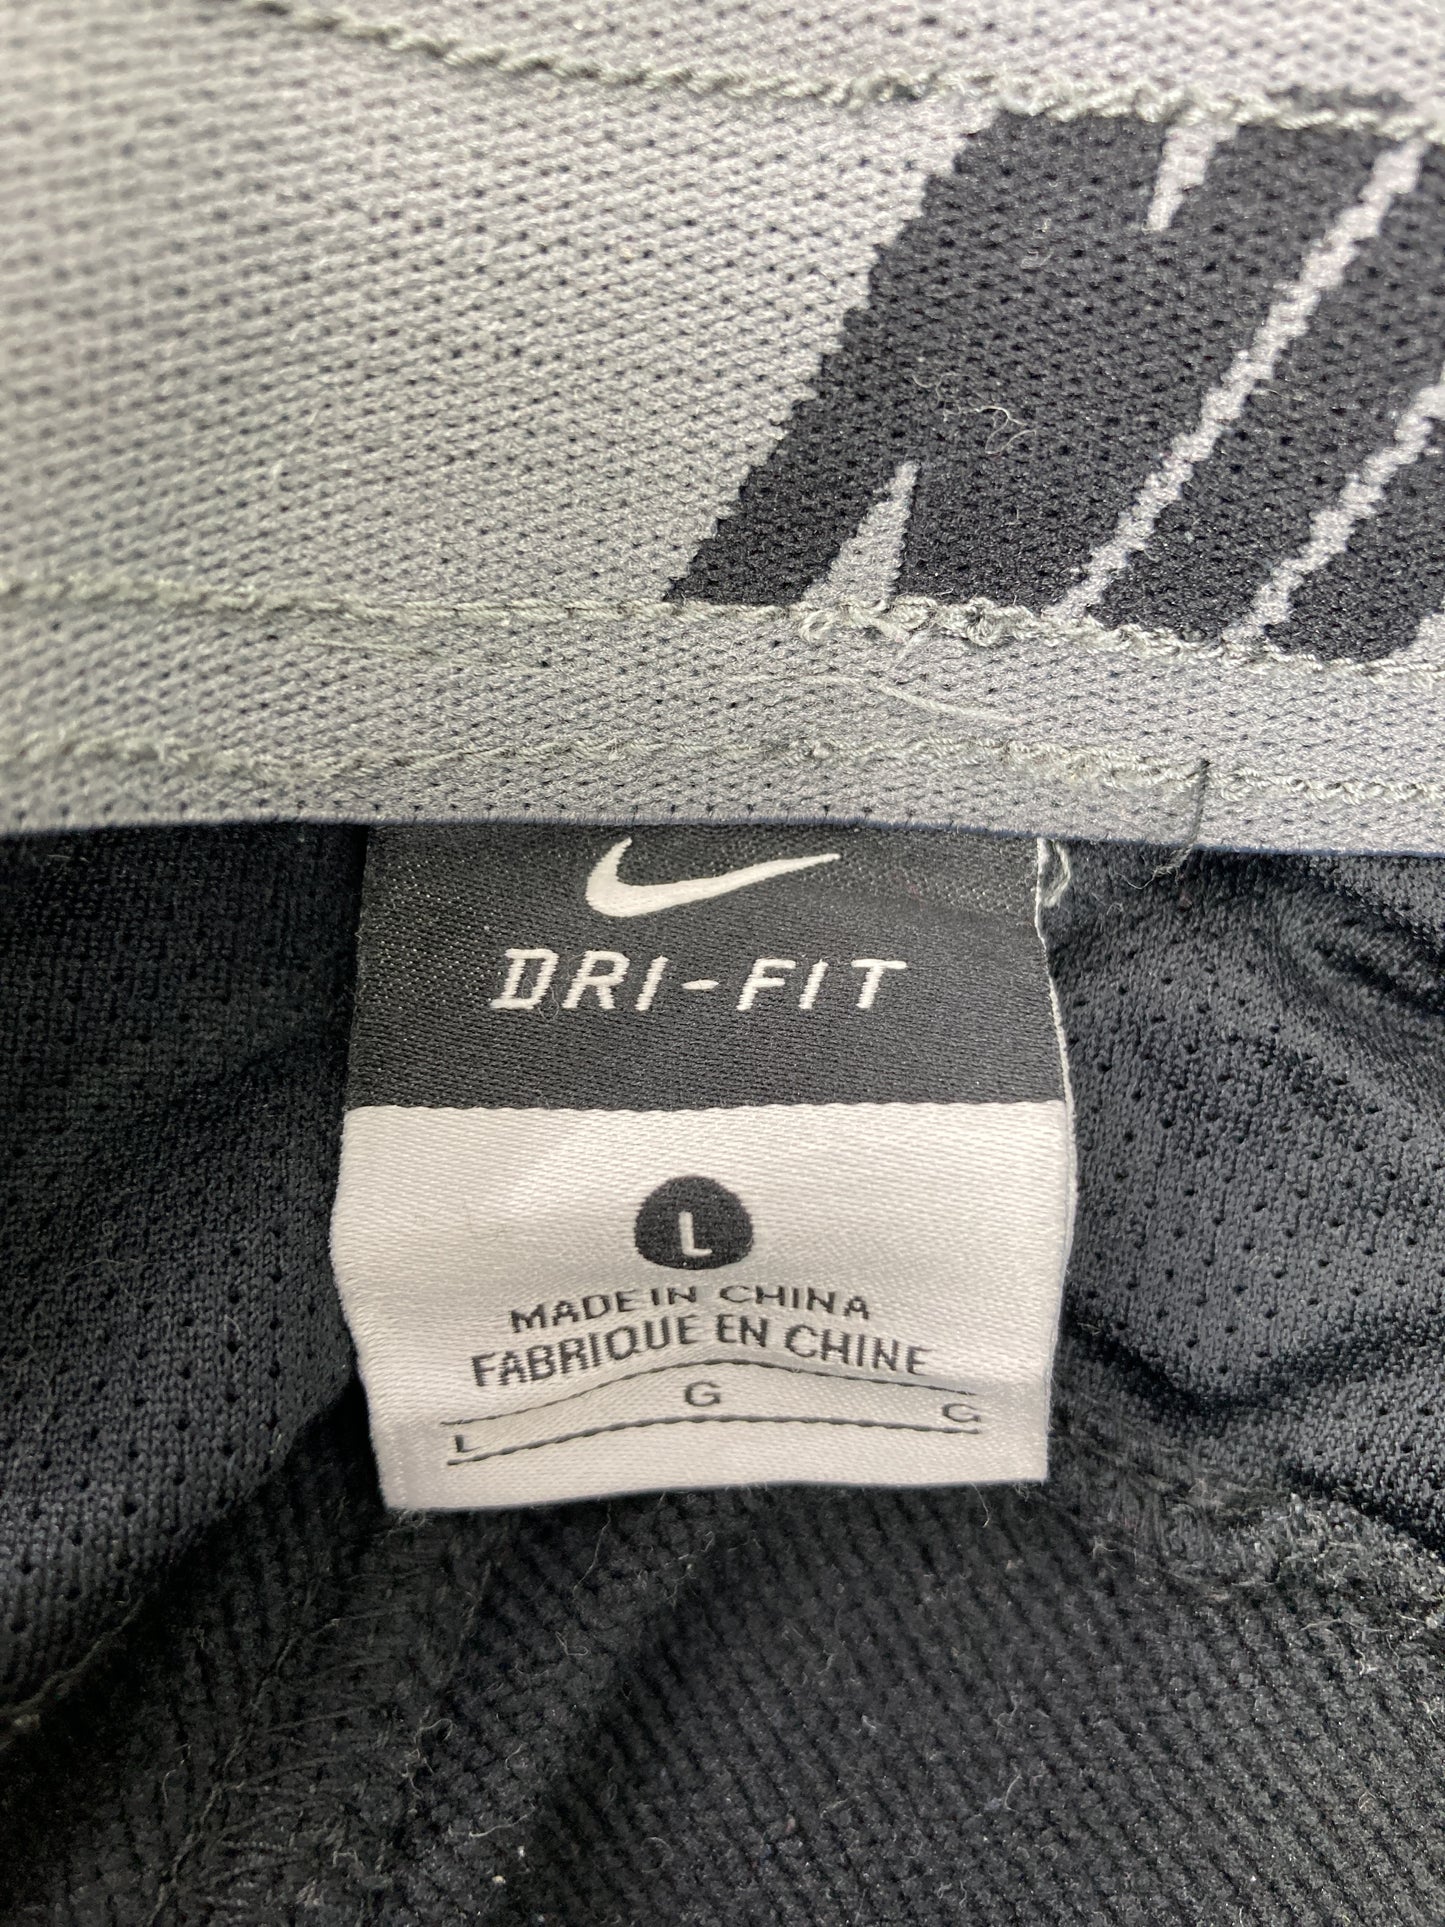 DRI-FIT
L
MADE IN CHINA
FABRIQUE EN CHINE
L G G